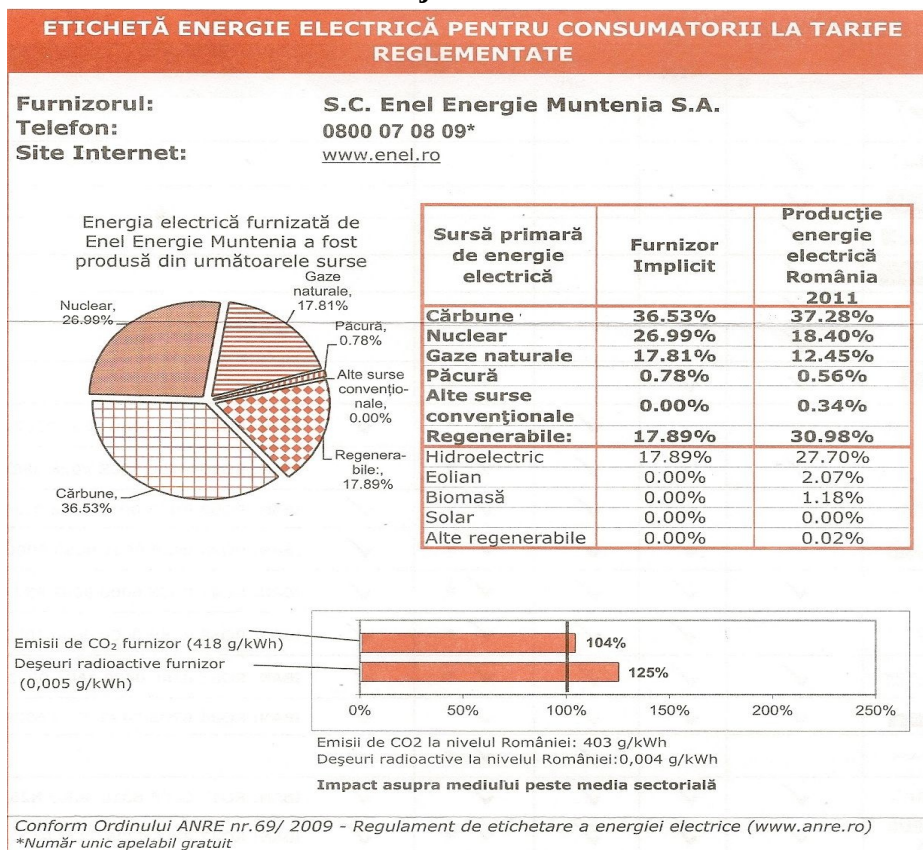 ETICHETĂ ENERGIE ELECTRICĂ PENTRU CONSUMATORII LA TARIFE
REGLEMENTATE
Furnizorul: S.C. Enel Energie Muntenia S.A.
Telefon: 0800 07 08 09*
Site Internet: www.enel.ro
Energia electrică furnizată de
Enel Energie Muntenia a fost
produsă din următoarele surse
Gaze
naturale,
17.81%
Nuclear,
26.99%
Păcură,
0.78%
Alte surse
convenţio-
nale,
0.00%
Regenera-
bile:,
17.89%
Cărbune,
36.53%
Sursă primară
de energie
electrică
Furnizor
Implicit
Producţie
energie
electrică
România
2011
Cărbune 36.53% 37.28%
Nuclear 26.99% 18.40%
Gaze naturale 17.81% 12.45%
Păcură 0.78% 0.56%
Alte surse
convenţionale 0.00% 0.34%
Regenerabile: 17.89% 30.98%
Hidroelectric 17.89% 27.70%
Eolian 0.00% 2.07%
Biomasă 0.00% 1.18%
Solar 0.00% 0.00%
Alte regenerabile 0.00% 0.02%
Emisii de CO₂ furnizor (418 g/kWh) 104%
Deşeuri radioactive furnizor
(0,005 g/kWh) 125%
0% 50% 100% 150% 200% 250%
Emisii de CO2 la nivelul României: 403 g/kWh
Deşeuri radioactive la nivelul României:0,004 g/kWh
Impact asupra mediului peste media sectorială
Conform Ordinului ANRE nr.69/ 2009 - Regulament de etichetare a energiei electrice (www.anre.ro)
*Număr unic apelabil gratuit